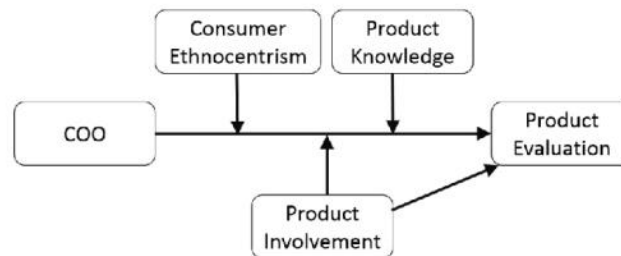 Consumer
Ethnocentrism
Product
Knowledge
COO
Product
Evaluation
Product
Involvement